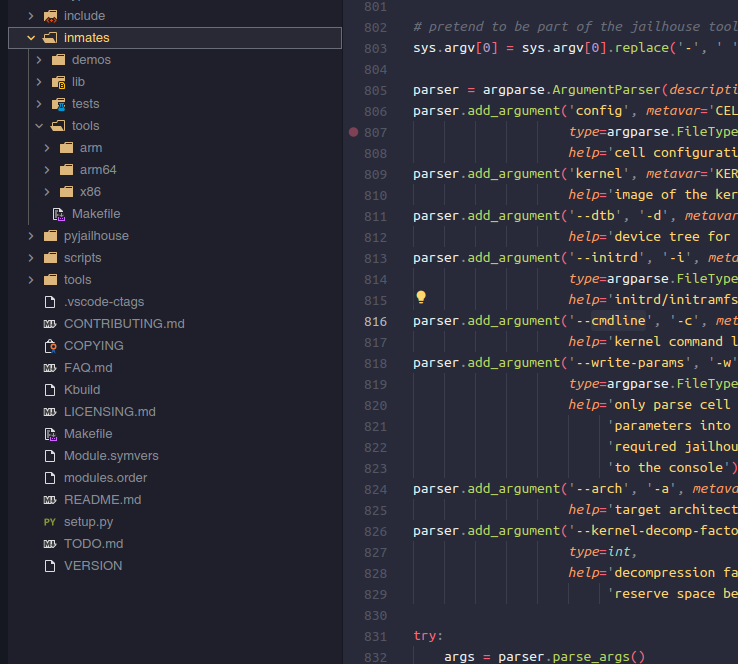 include
inmates
demos
lib
tests
tools
arm
arm64
x86
Makefile
pyjailhouse
scripts
tools
.vscode-ctags
CONTRIBUTING.md
COPYING
FAQ.md
Kbuild
LICENSING.md
Makefile
Module.symvers
modules.order
README.md
PY setup.py
TODO.md
VERSION
801
802 # pretend to be part of the jailhouse tool
803 sys.argv[0] = sys.argv[0].replace('-', ' '
804
805 parser = argparse.ArgumentParser(descripti
806 parser.add_argument('config', metavar='CEL
807 type=argparse.FileType
808 help='cell configurati
809 parser.add_argument('kernel', metavar='KER
810 help='image of the ker
811 parser.add_argument('--dtb', '-d', metavar
812 help='device tree for
813 parser.add_argument('--initrd', '-i', meta
814 type=argparse.FileType
815 help='initrd/initramfs
816 parser.add_argument('--cmdline', '-c', met
817 help='kernel command l
818 parser.add_argument('--write-params', '-w'
819 type=argparse.FileType
820 help='only parse cell
821 'parameters into
822 'required jailhou
823 'to the console')
824 parser.add_argument('--arch', '-a', metava
825 help='target architect
826 parser.add_argument('--kernel-decomp-facto
827 type=int,
828 help='decompression fa
829 'reserve space be
830
831 try:
832 args = parser.parse_args()